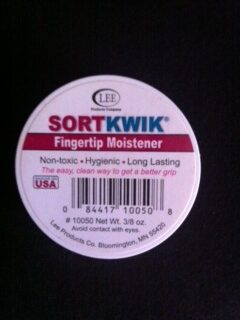 LEE
Products Company
SORTKWIK®
Fingertip Moistener
Non-toxic • Hygienic • Long Lasting
The easy, clean way to get a better grip
USA
0 84417 10050 8
# 10050 Net Wt. 3/8 oz.
Avoid contact with eyes.
Lee Products Co. Bloomington, MN 55420